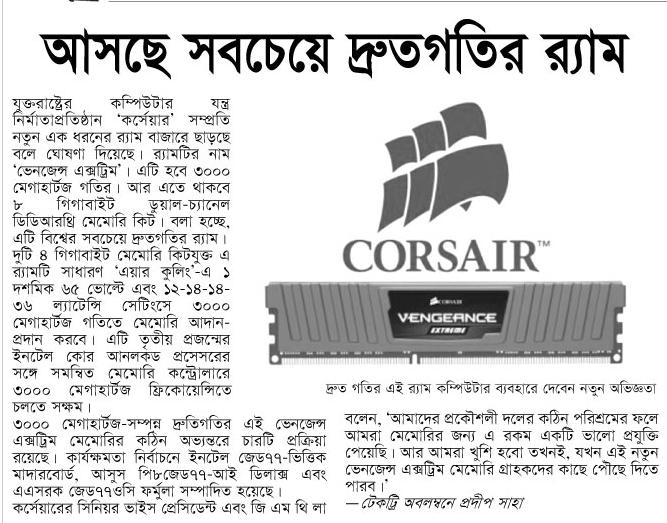 আসছে সবচেয়ে দ্রুতগতির র‍্যাম
যুক্তরাষ্ট্রের কম্পিউটার যন্ত্র
নির্মাতাপ্রতিষ্ঠান ‘কর্সেয়ার’ সম্প্রতি
নতুন এক ধরনের র‍্যাম বাজারে ছাড়ছে
বলে ঘোষণা দিয়েছে। র‍্যামটির নাম
‘ভেনজেন্স এক্সট্রিম’। এটি হবে ৩০০০
মেগাহার্টজ গতির। আর এতে থাকবে
৮ গিগাবাইট ডুয়াল-চ্যানেল
ডিডিআরথ্রি মেমোরি কিট। বলা হচ্ছে,
এটি বিশ্বের সবচেয়ে দ্রুতগতির র‍্যাম।
দুটি ৪ গিগাবাইট মেমোরি কিটযুক্ত এ
র‍্যামটি সাধারণ ‘এয়ার কুলিং’-এ ১
দশমিক ৬৫ ভোল্টে এবং ১২-১৪-১৪-
৩৬ ল্যাটেন্সি সেটিংসে ৩০০০
মেগাহার্টজ গতিতে মেমোরি আদান-
প্রদান করবে। এটি তৃতীয় প্রজন্মের
ইনটেল কোর আনলকড প্রসেসরের
সঙ্গে সমন্বিত মেমোরি কন্ট্রোলারে
৩০০০ মেগাহার্টজ ফ্রিকোয়েন্সিতে
চলতে সক্ষম।
৩০০০ মেগাহার্টজ-সম্পন্ন দ্রুতিগতির এই ভেনজেন্স
এক্সট্রিম মেমোরির কঠিন অভ্যন্তরে চারটি প্রক্রিয়া
রয়েছে। কার্যক্ষমতা নির্বাচনে ইনটেল জেড৭৭-ভিত্তিক
মাদারবোর্ড, আসুস পি৮জেড৭৭-আই ডিলাক্স এবং
এএসরক জেড৭৭ওসি ফর্মুলা সম্পাদিত হয়েছে।
কর্সেয়ারের সিনিয়র ভাইস প্রেসিডেন্ট এবং জি এম থি লা
CORSAIR™
CORSAIR
VENGEANCE
EXTREME
দ্রুত গতির এই র‍্যাম কম্পিউটার ব্যবহারে দেবেন নতুন অভিজ্ঞতা
বলেন, ‘আমাদের প্রকৌশলী দলের কঠিন পরিশ্রমের ফলে
আমরা মেমোরির জন্য এ রকম একটি ভালো প্রযুক্তি
পেয়েছি। আর আমরা খুশি হবো তখনই, যখন এই নতুন
ভেনজেন্স এক্সট্রিম মেমোরি গ্রাহকদের কাছে পৌছে দিতে
পারব।’
—টেকট্রি অবলম্বনে প্রদীপ সাহা